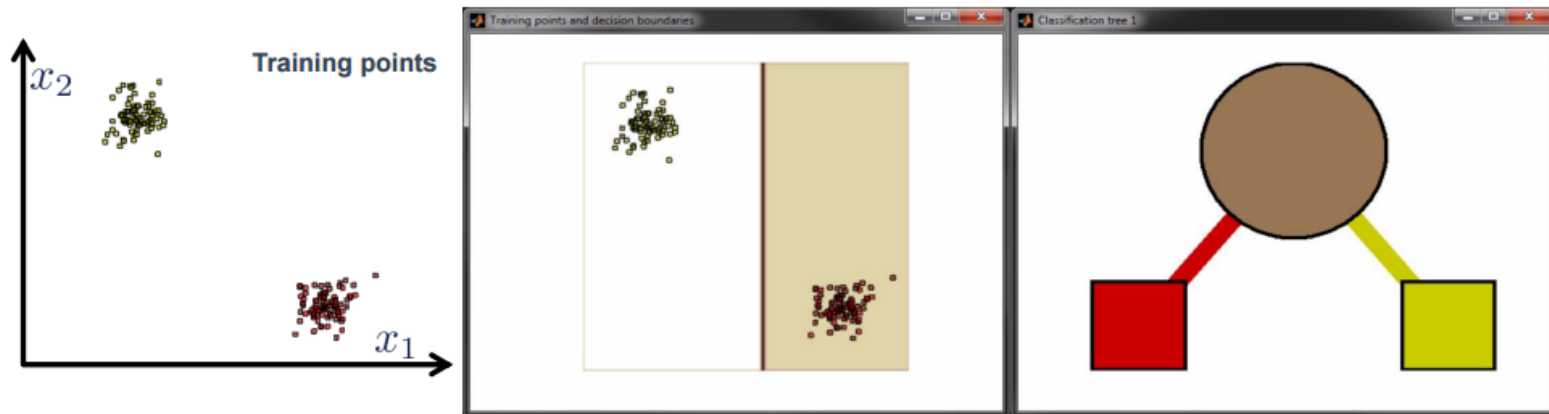 x₂
Training points
x₁
Training points and decision boundaries
Classification tree 1